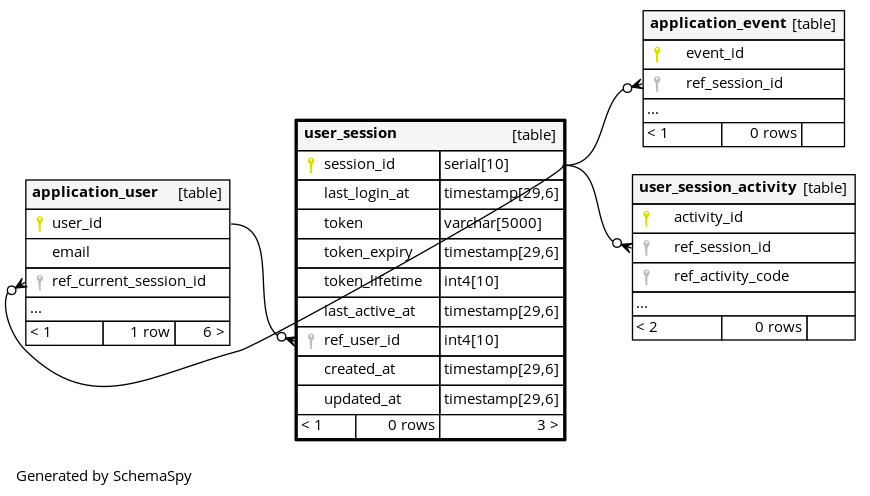 application_event [table]
event_id
ref_session_id
...
< 1 0 rows
user_session [table]
session_id serial[10]
last_login_at timestamp[29,6]
token varchar[5000]
token_expiry timestamp[29,6]
token_lifetime int4[10]
last_active_at timestamp[29,6]
ref_user_id int4[10]
created_at timestamp[29,6]
updated_at timestamp[29,6]
< 1 0 rows 3 >
application_user [table]
user_id
email
ref_current_session_id
...
< 1 1 row 6 >
user_session_activity [table]
activity_id
ref_session_id
ref_activity_code
...
< 2 0 rows
Generated by SchemaSpy